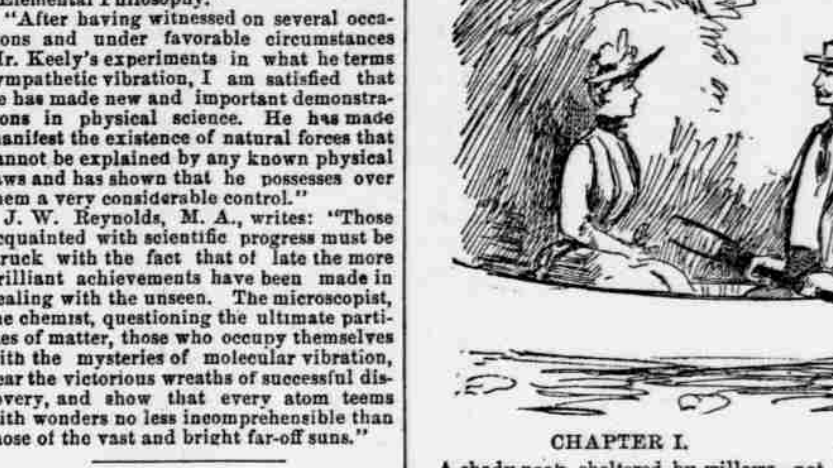 Elemental Philosophy.
"After having witnessed on several occa-
ons and under favorable circumstances
Mr. Keely's experiments in what he terms
ympathetic vibration, I am satisfied that
e has made new and important demonstra-
ons in physical science. He has made
anifest the existence of natural forces that
annot be explained by any known physical
aws and has shown that he possesses over
hem a very considerable control."
J. W. Reynolds, M. A., writes: "Those
cquainted with scientific progress must be
ruck with the fact that of late the more
rilliant achievements have been made in
ealing with the unseen. The microscopist,
he chemist, questioning the ultimate parti-
es of matter, those who occupy themselves
ith the mysteries of molecular vibration,
ear the victorious wreaths of successful dis-
overy, and show that every atom teems
ith wonders no less incomprehensible than
hose of the vast and bright far-off suns."
CHAPTER I.
A shady nest, sheltered by willows